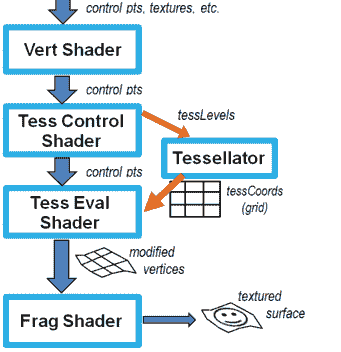 control pts, textures, etc.
Vert Shader
control pts
Tess Control
Shader
tessLevels
Tessellator
control pts
tessCoords
(grid)
Tess Eval
Shader
modified
vertices
Frag Shader
textured
surface